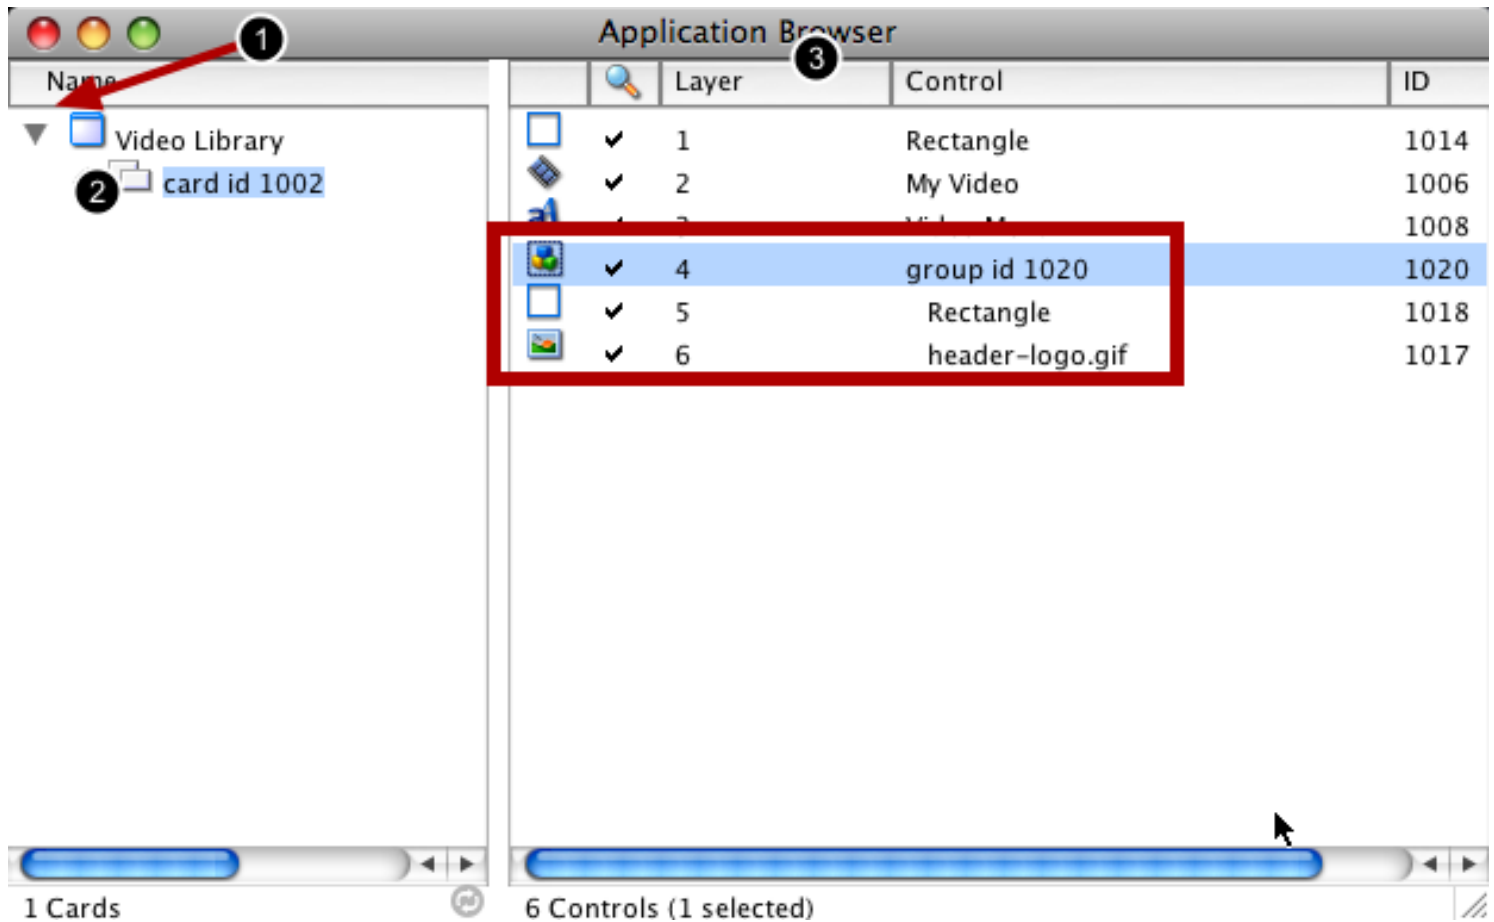 Application Browser
1
3
Name
Layer Control ID
Video Library
2 card id 1002
1 Rectangle 1014
2 My Video 1006
1008
4 group id 1020 1020
5 Rectangle 1018
6 header-logo.gif 1017
1 Cards
6 Controls (1 selected)